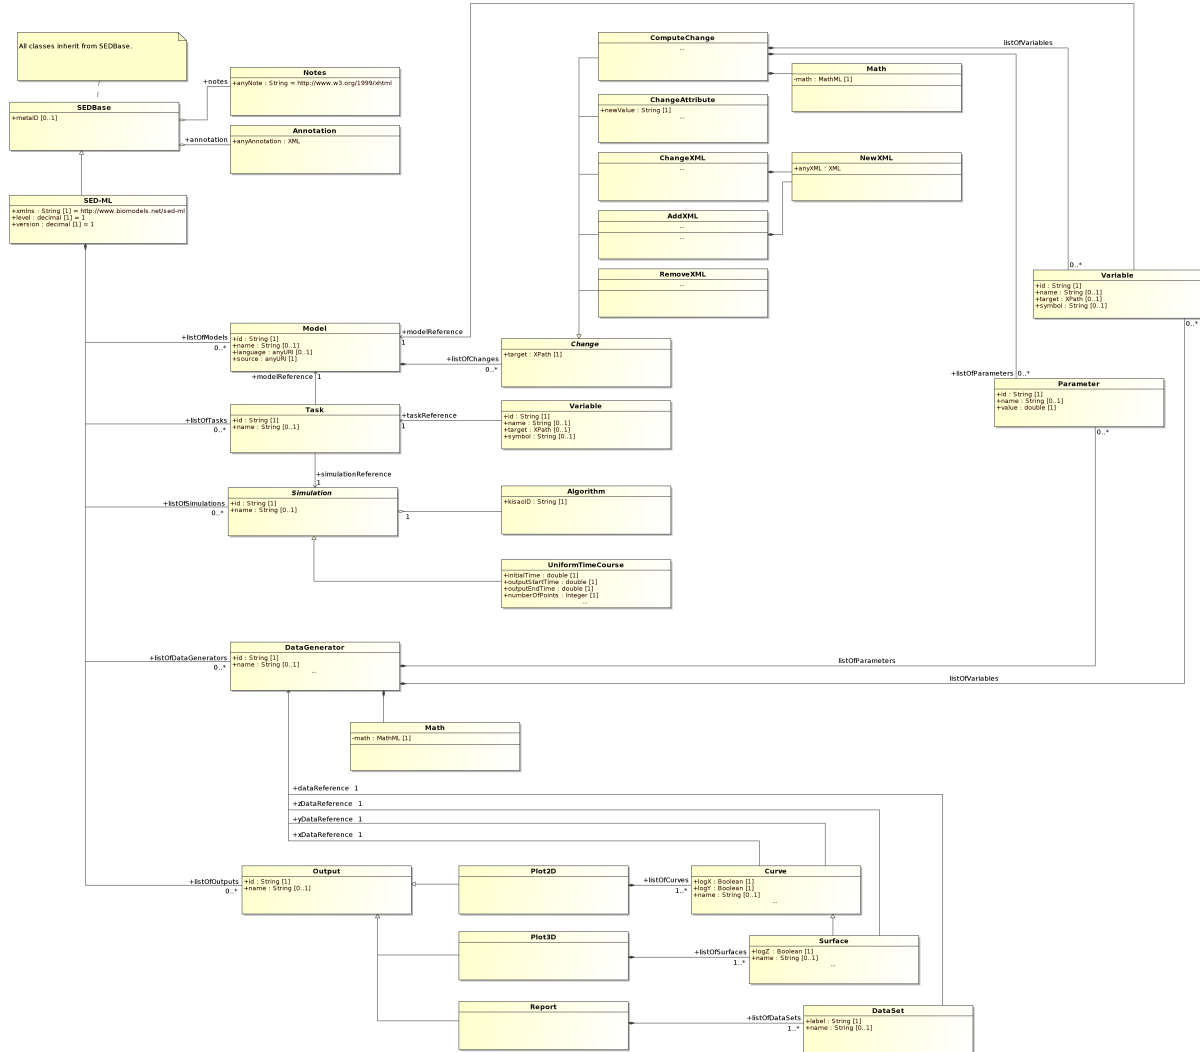 All classes inherit from SEDBase.
SEDBase
+metaID [0..1]
+notes
Notes
+anyNote : String = http://www.w3.org/1999/xhtml
+annotation
Annotation
+anyAnnotation : XML
SED-ML
+xmlns : String [1] = http://www.biomodels.net/sed-ml
+level : decimal [1] = 1
+version : decimal [1] = 1
ComputeChange
...
listOfVariables
Math
-math : MathML [1]
ChangeAttribute
+newValue : String [1]
...
ChangeXML
...
NewXML
+anyXML : XML
AddXML
...
...
RemoveXML
...
0..*
Variable
+id : String [1]
+name : String [0..1]
+target : XPath [0..1]
+symbol : String [0..1]
0..*
+listOfModels
0..*
Model
+id : String [1]
+name : String [0..1]
+language : anyURI [0..1]
+source : anyURI [1]
+modelReference
1
+listOfChanges
0..*
Change
+target : XPath [1]
+listOfParameters
0..*
Parameter
+id : String [1]
+name : String [0..1]
+value : double [1]
0..*
+modelReference
1
+listOfTasks
0..*
Task
+id : String [1]
+name : String [0..1]
+taskReference
1
Variable
+id : String [1]
+name : String [0..1]
+target : XPath [0..1]
+symbol : String [0..1]
+simulationReference
1
+listOfSimulations
0..*
Simulation
+id : String [1]
+name : String [0..1]
1
Algorithm
+kisaoID : String [1]
UniformTimeCourse
+initialTime : double [1]
+outputStartTime : double [1]
+outputEndTime : double [1]
+numberOfPoints : Integer [1]
...
+listOfDataGenerators
0..*
DataGenerator
+id : String [1]
+name : String [0..1]
...
listOfParameters
listOfVariables
Math
-math : MathML [1]
+dataReference 1
+zDataReference 1
+yDataReference 1
+xDataReference 1
+listOfOutputs
0..*
Output
+id : String [1]
+name : String [0..1]
Plot2D
+listOfCurves
1..*
Curve
+logX : Boolean [1]
+logY : Boolean [1]
+name : String [0..1]
...
Plot3D
+listOfSurfaces
1..*
Surface
+logZ : Boolean [1]
+name : String [0..1]
...
Report
+listOfDataSets
1..*
DataSet
+label : String [1]
+name : String [0..1]